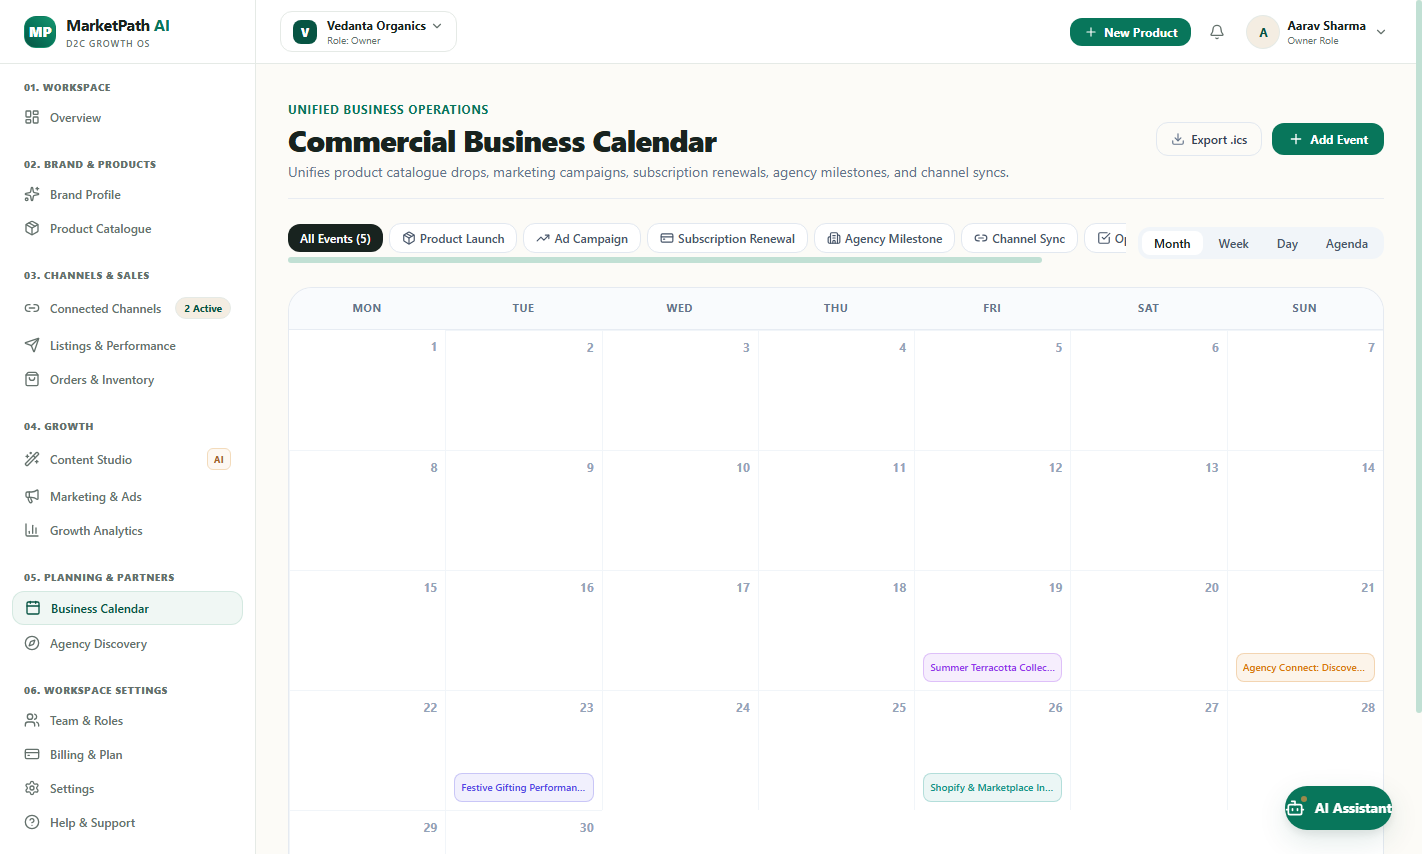 MP
MarketPath AI
D2C GROWTH OS
V
Vedanta Organics
Role: Owner
New Product
A
Aarav Sharma
Owner Role
01. WORKSPACE
Overview
02. BRAND & PRODUCTS
Brand Profile
Product Catalogue
03. CHANNELS & SALES
Connected Channels
2 Active
Listings & Performance
Orders & Inventory
04. GROWTH
Content Studio
AI
Marketing & Ads
Growth Analytics
05. PLANNING & PARTNERS
Business Calendar
Agency Discovery
06. WORKSPACE SETTINGS
Team & Roles
Billing & Plan
Settings
Help & Support
UNIFIED BUSINESS OPERATIONS
Commercial Business Calendar
Unifies product catalogue drops, marketing campaigns, subscription renewals, agency milestones, and channel syncs.
Export .ics
Add Event
All Events (5)
Product Launch
Ad Campaign
Subscription Renewal
Agency Milestone
Channel Sync
Month
Week
Day
Agenda
MON TUE WED THU FRI SAT SUN
1 2 3 4 5 6 7
8 9 10 11 12 13 14
15 16 17 18 19 20 21
Summer Terracotta Collec...
Agency Connect: Discove...
22 23 24 25 26 27 28
Festive Gifting Performan...
Shopify & Marketplace In...
29 30
AI Assistant